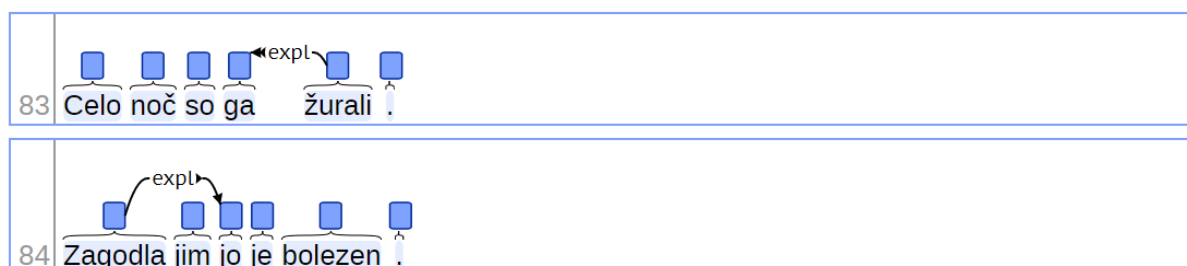 expl
83 Celo noč so ga žurali .
expl
84 Zagodla jim jo je bolezen .